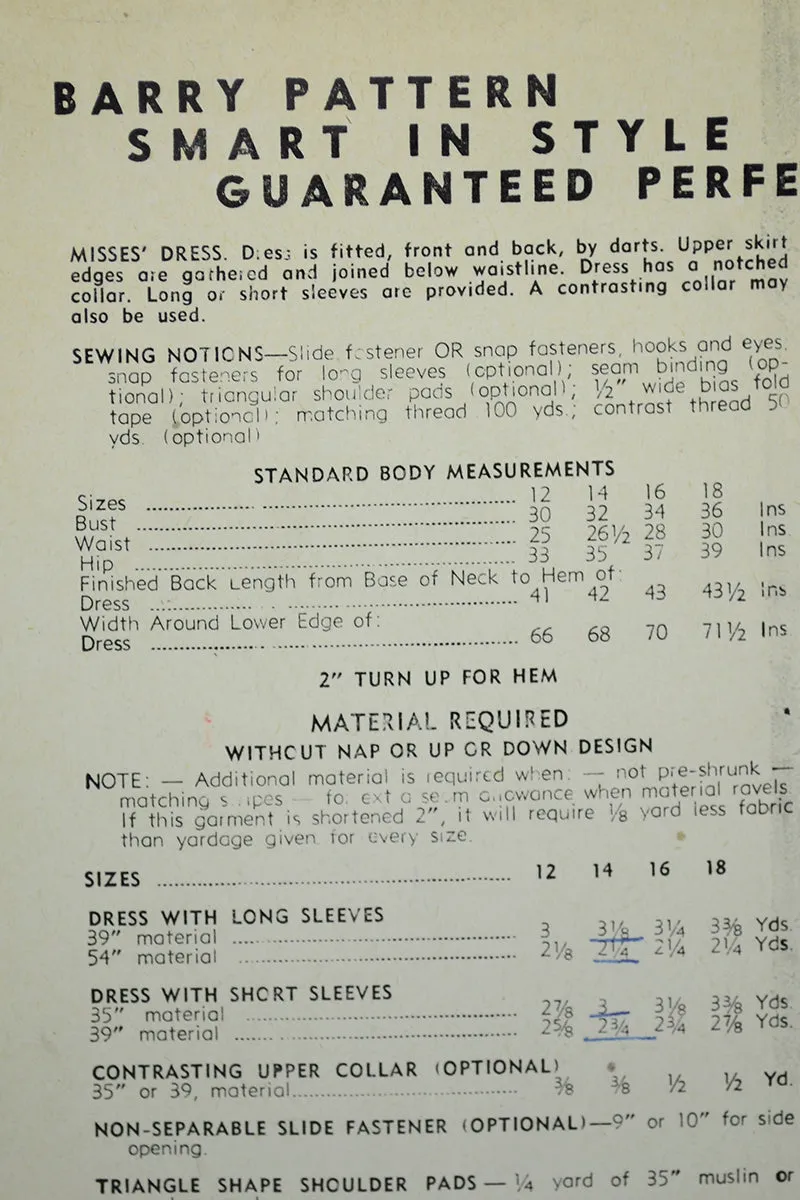 BARRY PATTERN
SMART IN STYLE
GUARANTEED PERFE
MISSES' DRESS. Dress is fitted, front and back, by darts. Upper skirt
edges are gathered and joined below waistline. Dress has a notched
collar. Long or short sleeves are provided. A contrasting collar may
also be used.
SEWING NOTIONS—Slide fastener OR snap fasteners, hooks and eyes.
snap fasteners for long sleeves (optional); seam binding (op-
tional); triangular shoulder pads (optional); ½" wide bias fold
tape (optional); matching thread 100 yds.; contrast thread 50
yds. (optional)
STANDARD BODY MEASUREMENTS
Sizes 12 14 16 18
Bust 30 32 34 36 Ins
Waist 25 26½ 28 30 Ins
Hip 33 35 37 39 Ins
Finished Back Length from Base of Neck to Hem of:
Dress 41 42 43 43½ Ins
Width Around Lower Edge of:
Dress 66 68 70 71½ Ins
2" TURN UP FOR HEM
MATERIAL REQUIRED
WITHOUT NAP OR UP OR DOWN DESIGN
NOTE: — Additional material is required when: — not pre-shrunk —
matching stripes — for extra seam allowance when material ravels.
If this garment is shortened 2", it will require ⅛ yard less fabric
than yardage given for every size.
SIZES 12 14 16 18
DRESS WITH LONG SLEEVES
39" material 3 3⅛ 3¼ 3⅜ Yds.
54" material 2⅛ 2¼ 2¼ 2¼ Yds.
DRESS WITH SHORT SLEEVES
35" material 2⅞ 3 3⅛ 3⅜ Yds.
39" material 2⅝ 2¾ 2¾ 2⅞ Yds.
CONTRASTING UPPER COLLAR (OPTIONAL)
35" or 39, material ⅜ ⅜ ½ ½ Yd.
NON-SEPARABLE SLIDE FASTENER (OPTIONAL)—9" or 10" for side
opening.
TRIANGLE SHAPE SHOULDER PADS — ¼ yard of 35" muslin or